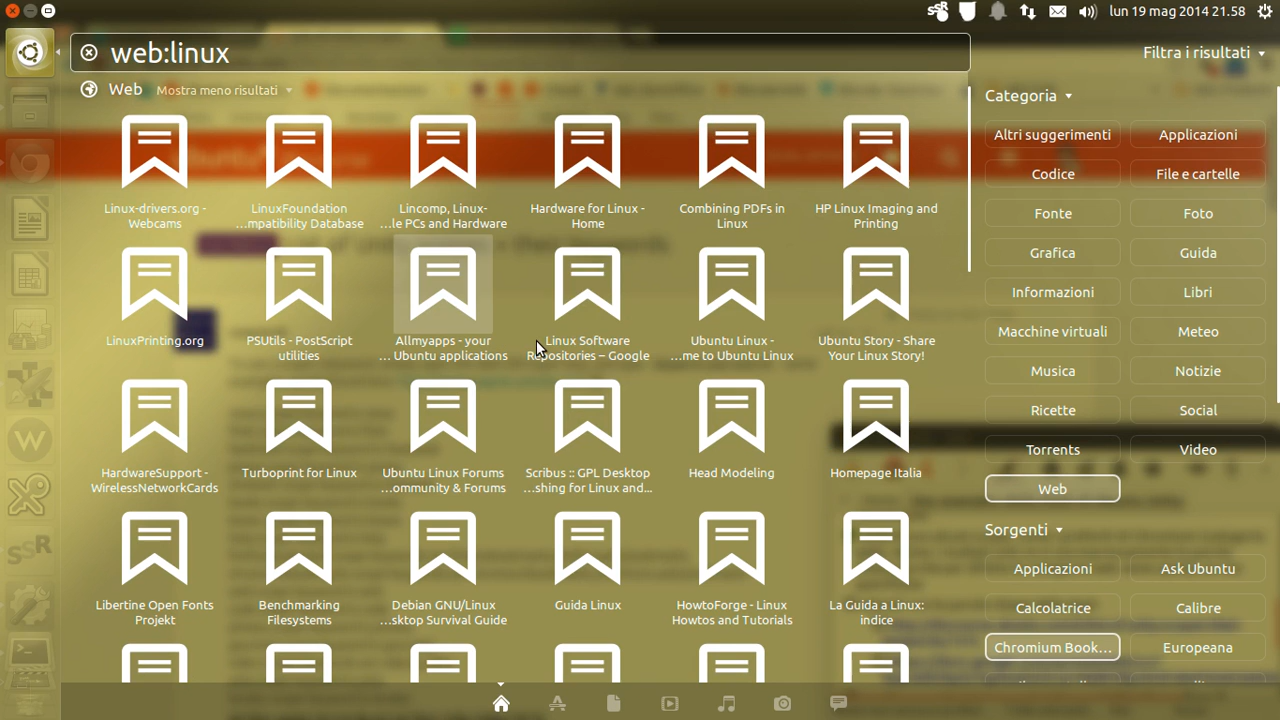 lun 19 mag 2014 21.58
web:linux
Filtra i risultati
Web Mostra meno risultati
Linux-drivers.org -
Webcams
LinuxFoundation
...mpatibility Database
Lincomp, Linux-
...le PCs and Hardware
Hardware for Linux -
Home
Combining PDFs in
Linux
HP Linux Imaging and
Printing
LinuxPrinting.org
PSUtils - PostScript
utilities
Allmyapps - your
... Ubuntu applications
Linux Software
Repositories – Google
Ubuntu Linux -
...me to Ubuntu Linux
Ubuntu Story - Share
Your Linux Story!
HardwareSupport -
WirelessNetworkCards
Turboprint for Linux
Ubuntu Linux Forums
...ommunity & Forums
Scribus :: GPL Desktop
...shing for Linux and...
Head Modeling
Homepage Italia
Libertine Open Fonts
Projekt
Benchmarking
Filesystems
Debian GNU/Linux
...sktop Survival Guide
Guida Linux
HowtoForge - Linux
Howtos and Tutorials
La Guida a Linux:
indice
Categoria
Altri suggerimenti
Applicazioni
Codice
File e cartelle
Fonte
Foto
Grafica
Guida
Informazioni
Libri
Macchine virtuali
Meteo
Musica
Notizie
Ricette
Social
Torrents
Video
Web
Sorgenti
Applicazioni
Ask Ubuntu
Calcolatrice
Calibre
Chromium Book...
Europeana